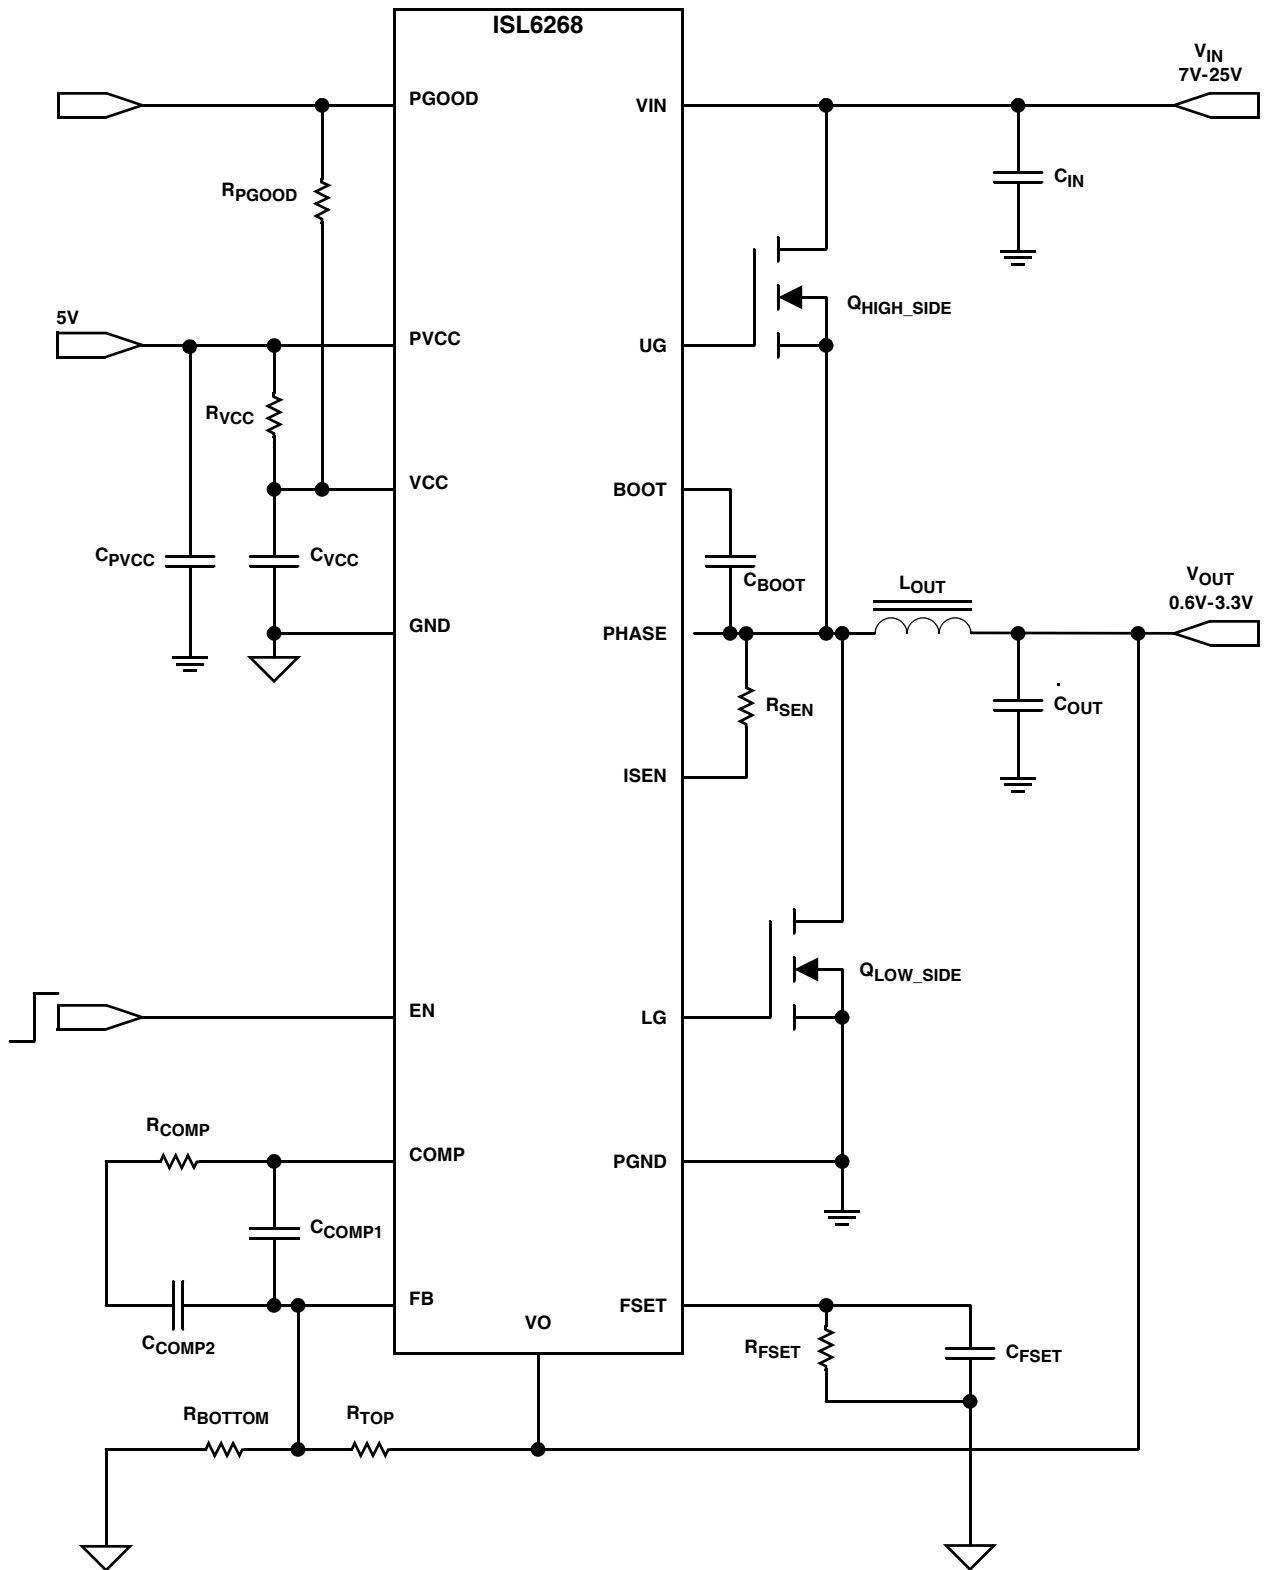 ISL6268
VIN
7V-25V
PGOOD
VIN
RPGOOD
CIN
QHIGH_SIDE
5V
PVCC
UG
RVCC
VCC
BOOT
CPVCC
CVCC
CBOOT
LOUT
VOUT
0.6V-3.3V
GND
PHASE
RSEN
COUT
ISEN
QLOW_SIDE
EN
LG
RCOMP
COMP
PGND
CCOMP1
FB
FSET
VO
CCOMP2
RFSET
CFSET
RBOTTOM
RTOP